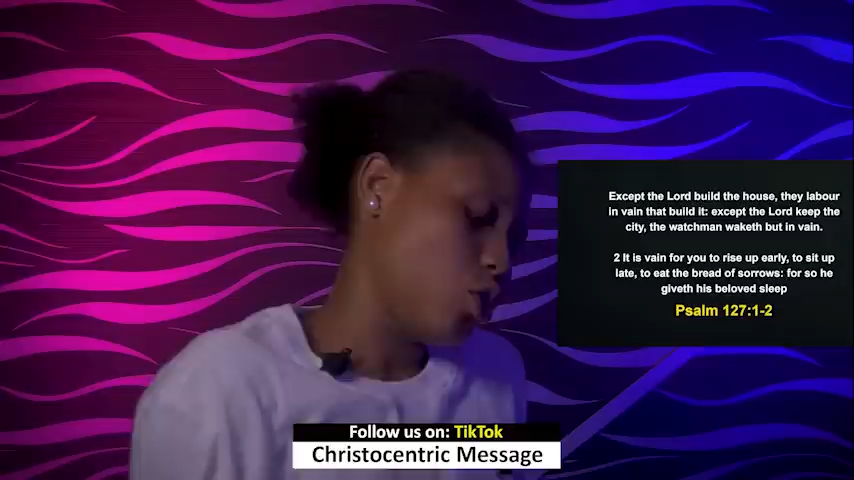 Except the Lord build the house, they labour
in vain that build it: except the Lord keep the
city, the watchman waketh but in vain.
2 It is vain for you to rise up early, to sit up
late, to eat the bread of sorrows: for so he
giveth his beloved sleep
Psalm 127:1-2
Follow us on: TikTok
Christocentric Message